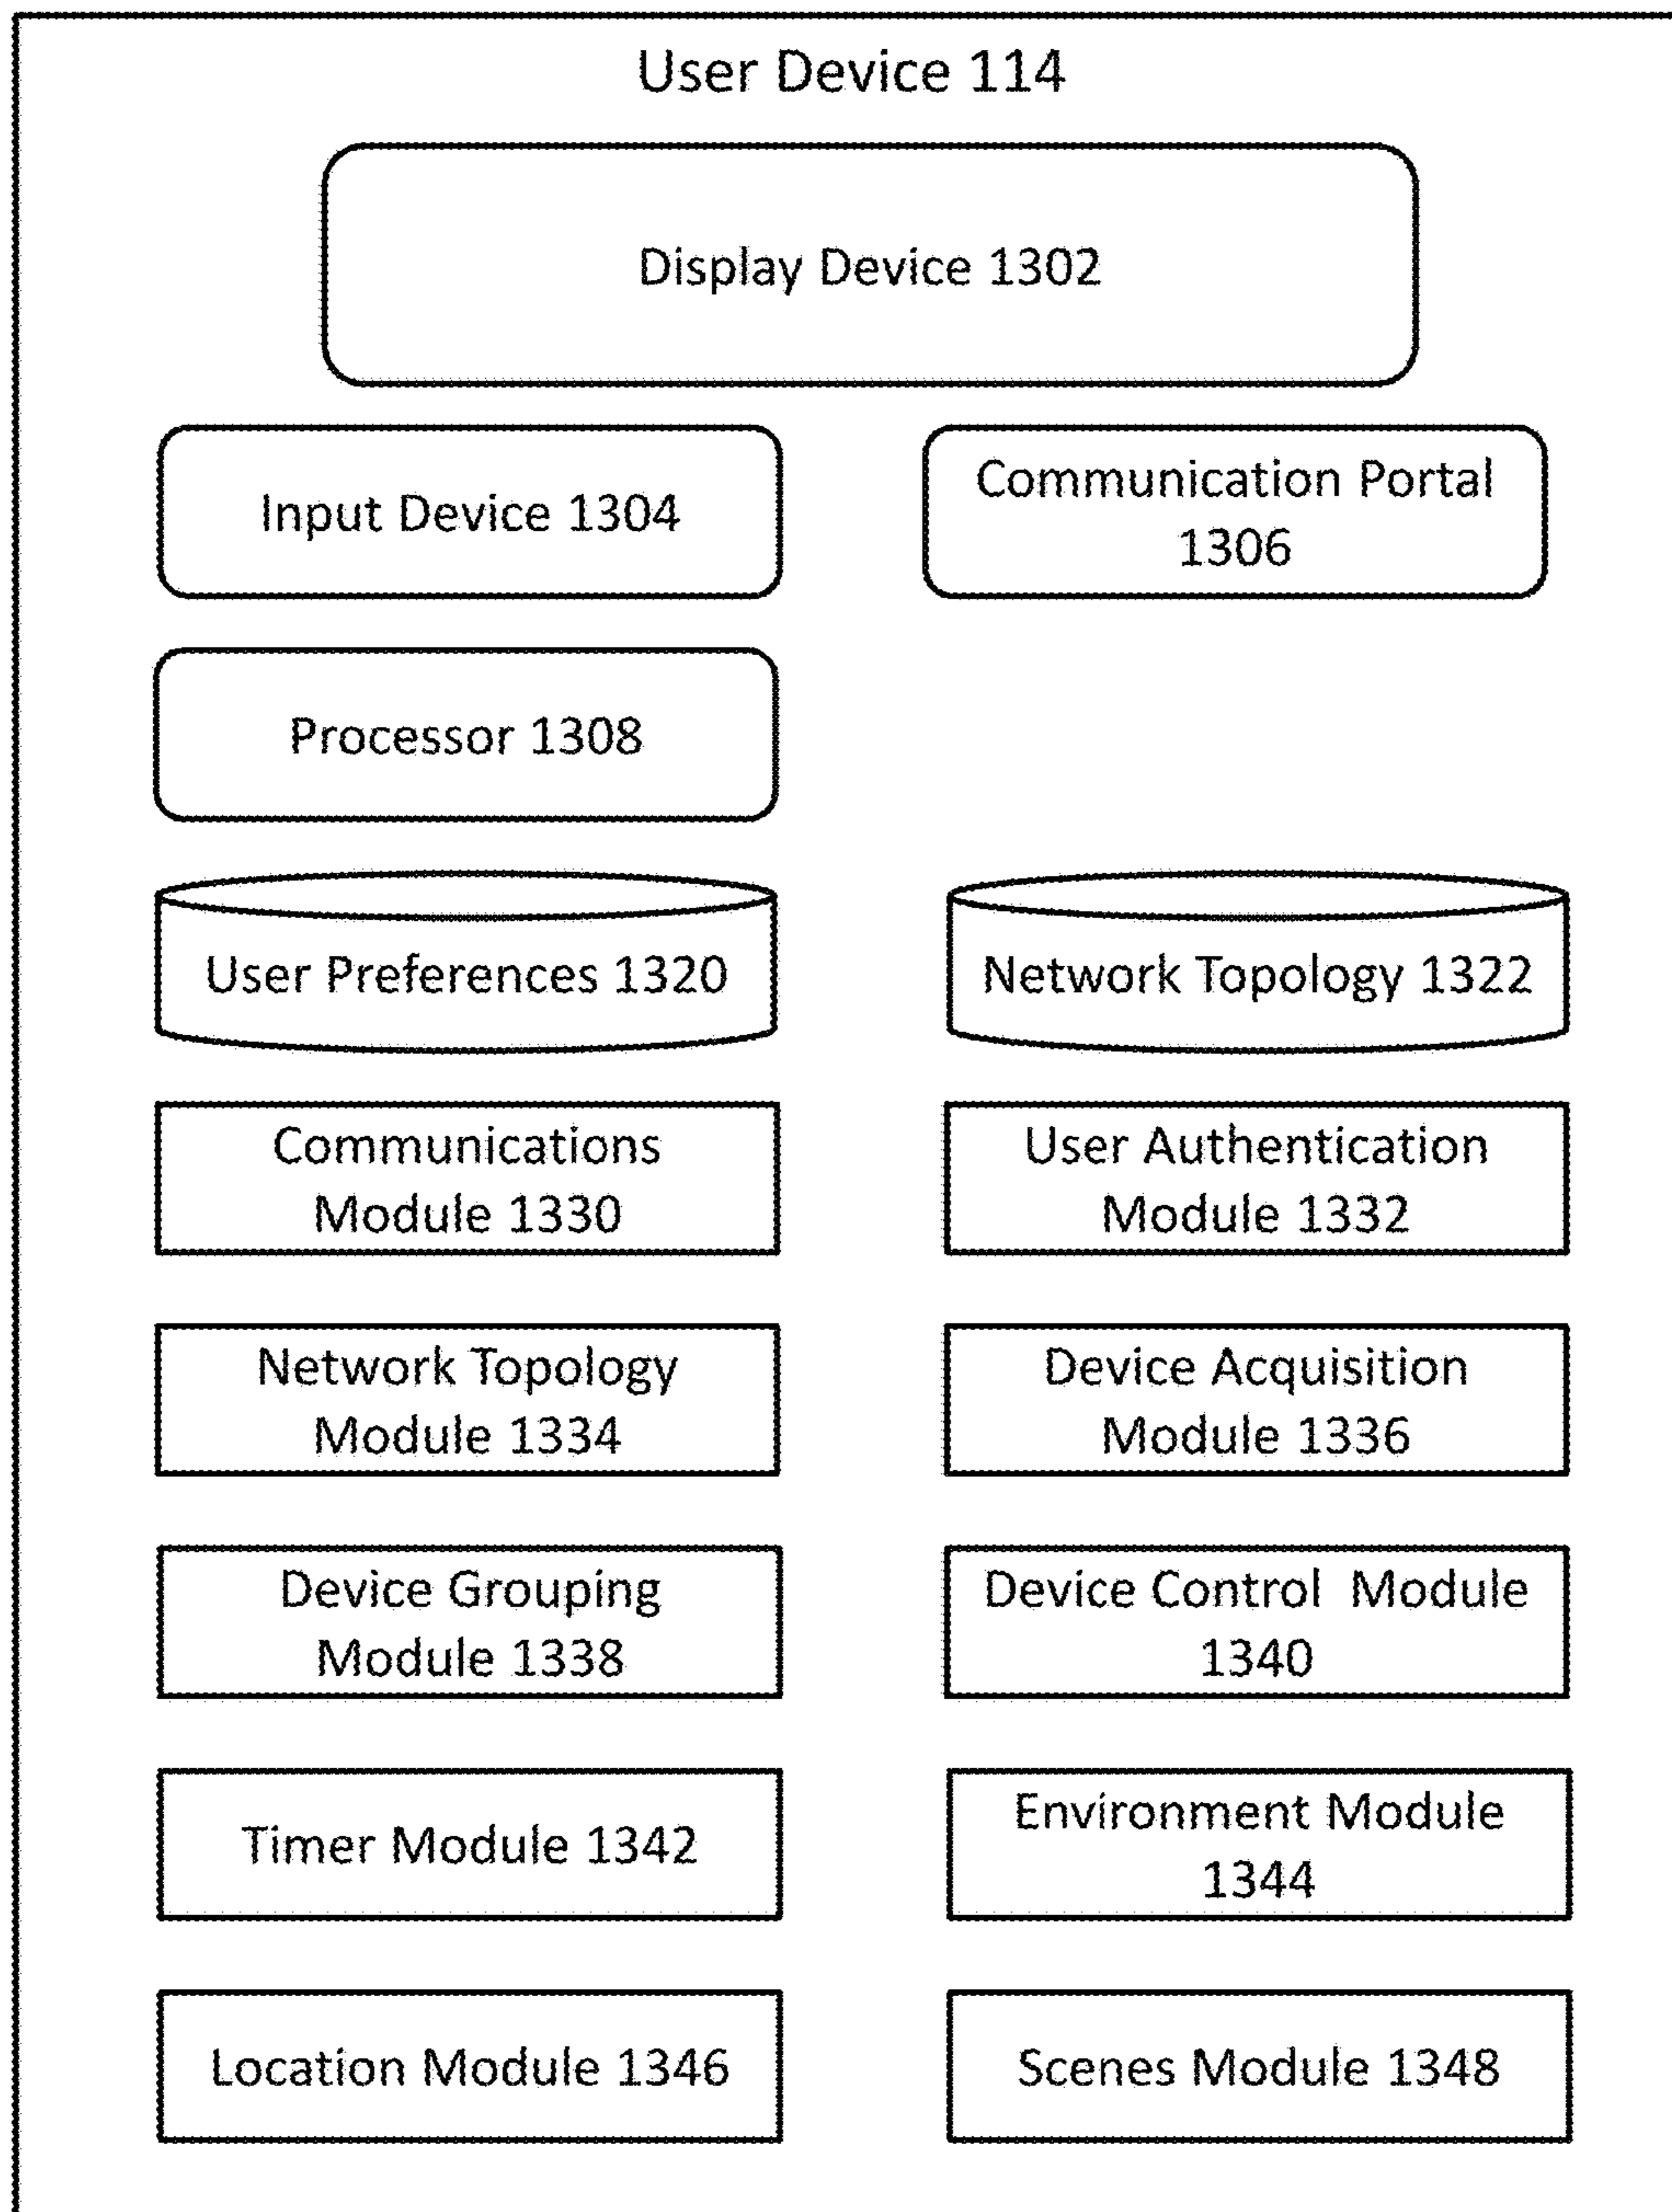 User Device 114
Display Device 1302
Input Device 1304
Communication Portal
1306
Processor 1308
User Preferences 1320
Network Topology 1322
Communications
Module 1330
User Authentication
Module 1332
Network Topology
Module 1334
Device Acquisition
Module 1336
Device Grouping
Module 1338
Device Control  Module
1340
Timer Module 1342
Environment Module
1344
Location Module 1346
Scenes Module 1348